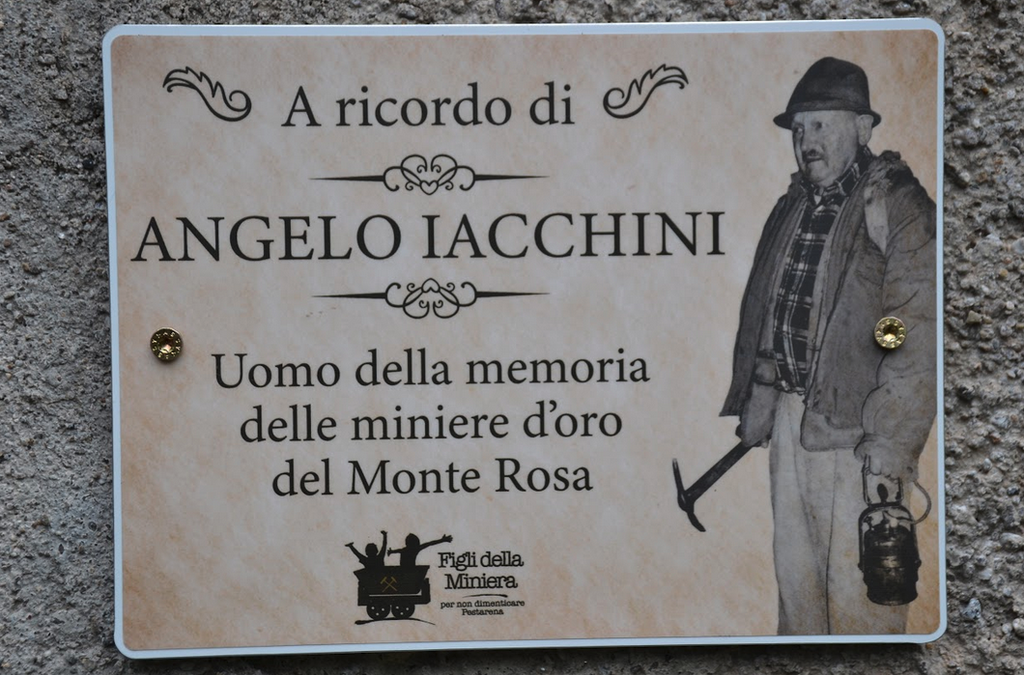 A ricordo di
ANGELO IACCHINI
Uomo della memoria
delle miniere d'oro
del Monte Rosa
Figli della
Miniera
per non dimenticare
Pestarena